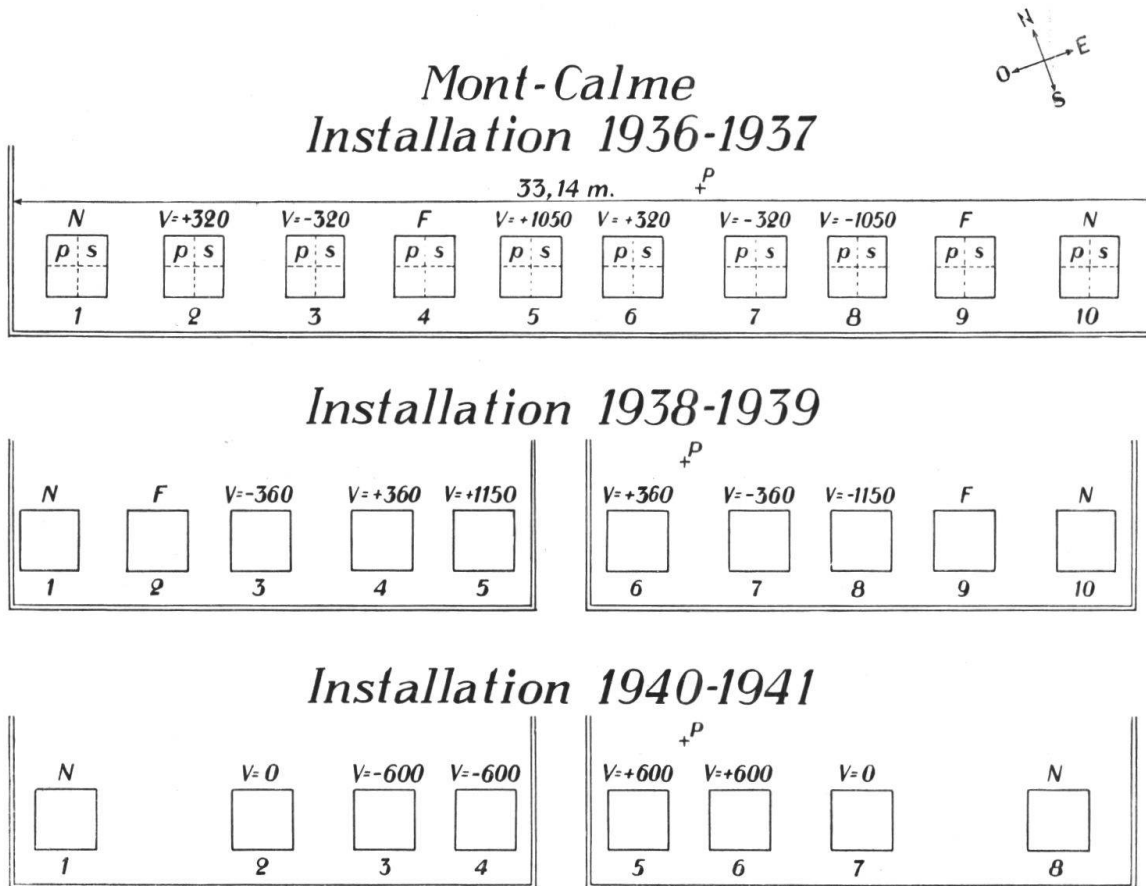 N
O E
S
Mont-Calme
Installation 1936-1937
33,14 m. P
N V=+320 V=-320 F V=+1050 V=+320 V=-320 V=-1050 F N
p s p s p s p s p s p s p s p s p s p s
1 2 3 4 5 6 7 8 9 10
Installation 1938-1939
P
N F V=-360 V=+360 V=+1150 V=+360 V=-360 V=-1150 F N
1 2 3 4 5 6 7 8 9 10
Installation 1940-1941
P
N V=0 V=-600 V=-600 V=+600 V=+600 V=0 N
1 2 3 4 5 6 7 8